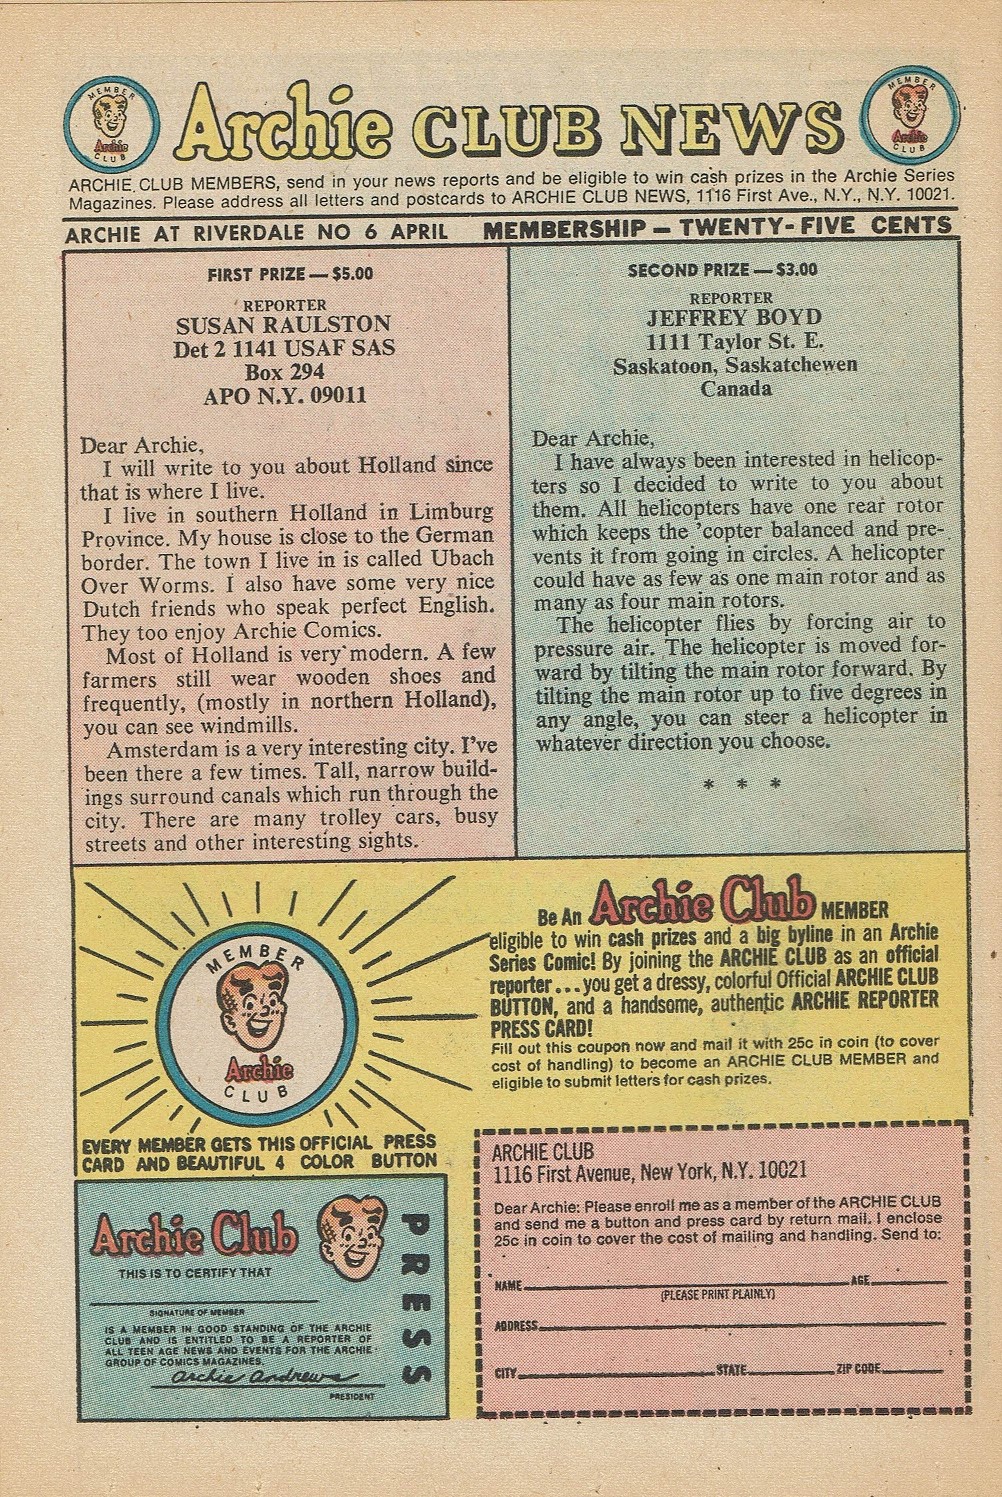 MEMBER
Archie
CLUB
Archie CLUB NEWS
MEMBER
Archie
CLUB
ARCHIE CLUB MEMBERS, send in your news reports and be eligible to win cash prizes in the Archie Series
Magazines. Please address all letters and postcards to ARCHIE CLUB NEWS, 1116 First Ave., N.Y., N.Y. 10021.
ARCHIE AT RIVERDALE NO 6 APRIL MEMBERSHIP — TWENTY-FIVE CENTS
FIRST PRIZE — $5.00
REPORTER
SUSAN RAULSTON
Det 2 1141 USAF SAS
Box 294
APO N.Y. 09011
Dear Archie,
I will write to you about Holland since
that is where I live.
I live in southern Holland in Limburg
Province. My house is close to the German
border. The town I live in is called Ubach
Over Worms. I also have some very nice
Dutch friends who speak perfect English.
They too enjoy Archie Comics.
Most of Holland is very modern. A few
farmers still wear wooden shoes and
frequently, (mostly in northern Holland),
you can see windmills.
Amsterdam is a very interesting city. I've
been there a few times. Tall, narrow build-
ings surround canals which run through the
city. There are many trolley cars, busy
streets and other interesting sights.
SECOND PRIZE — $3.00
REPORTER
JEFFREY BOYD
1111 Taylor St. E.
Saskatoon, Saskatchewen
Canada
Dear Archie,
I have always been interested in helicop-
ters so I decided to write to you about
them. All helicopters have one rear rotor
which keeps the 'copter balanced and pre-
vents it from going in circles. A helicopter
could have as few as one main rotor and as
many as four main rotors.
The helicopter flies by forcing air to
pressure air. The helicopter is moved for-
ward by tilting the main rotor forward. By
tilting the main rotor up to five degrees in
any angle, you can steer a helicopter in
whatever direction you choose.
* * *
MEMBER
Archie
CLUB
EVERY MEMBER GETS THIS OFFICIAL PRESS
CARD AND BEAUTIFUL 4 COLOR BUTTON
Be An Archie Club MEMBER
eligible to win cash prizes and a big byline in an Archie
Series Comic! By joining the ARCHIE CLUB as an official
reporter...you get a dressy, colorful Official ARCHIE CLUB
BUTTON, and a handsome, authentic ARCHIE REPORTER
PRESS CARD!
Fill out this coupon now and mail it with 25c in coin (to cover
cost of handling) to become an ARCHIE CLUB MEMBER and
eligible to submit letters for cash prizes.
Archie Club
THIS IS TO CERTIFY THAT
SIGNATURE OF MEMBER
IS A MEMBER IN GOOD STANDING OF THE ARCHIE
CLUB AND IS ENTITLED TO BE A REPORTER OF
ALL TEEN AGE NEWS AND EVENTS FOR THE ARCHIE
GROUP OF COMICS MAGAZINES.
Archie Andrews
PRESIDENT
PRESS
ARCHIE CLUB
1116 First Avenue, New York, N.Y. 10021
Dear Archie: Please enroll me as a member of the ARCHIE CLUB
and send me a button and press card by return mail. I enclose
25c in coin to cover the cost of mailing and handling. Send to:
NAME AGE
(PLEASE PRINT PLAINLY)
ADDRESS
CITY STATE ZIP CODE